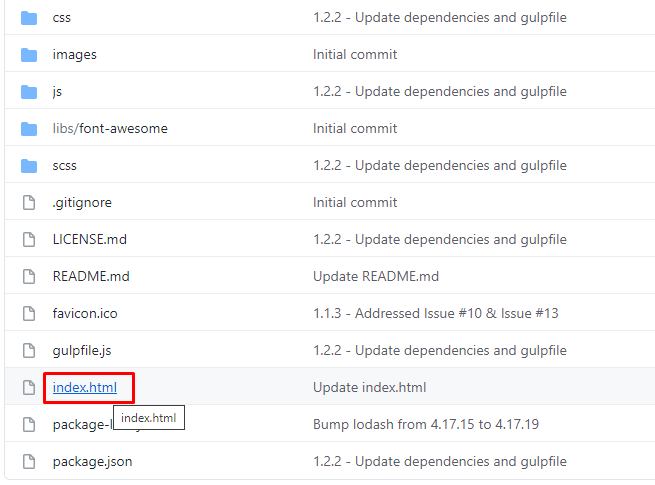 css 1.2.2 - Update dependencies and gulpfile
images Initial commit
js 1.2.2 - Update dependencies and gulpfile
libs/font-awesome Initial commit
scss 1.2.2 - Update dependencies and gulpfile
.gitignore Initial commit
LICENSE.md 1.2.2 - Update dependencies and gulpfile
README.md Update README.md
favicon.ico 1.1.3 - Addressed Issue #10 & Issue #13
gulpfile.js 1.2.2 - Update dependencies and gulpfile
index.html Update index.html
index.html
Bump lodash from 4.17.15 to 4.17.19
package.json 1.2.2 - Update dependencies and gulpfile